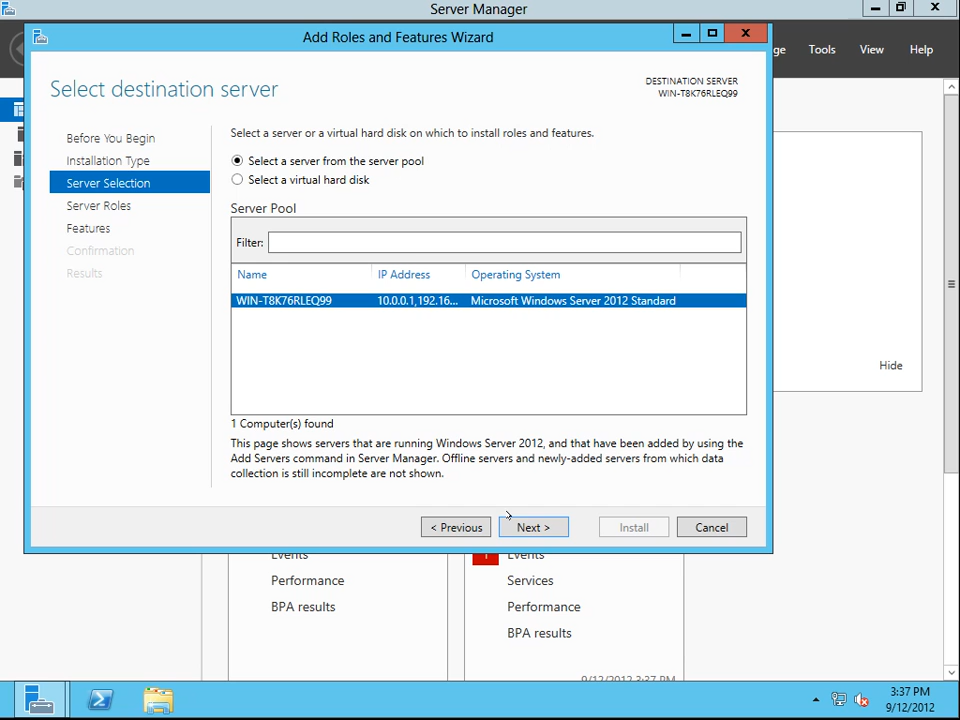 Server Manager
Add Roles and Features Wizard
ge Tools View Help
Select destination server
DESTINATION SERVER
WIN-T8K76RLEQ99
Before You Begin
Installation Type
Server Selection
Server Roles
Features
Confirmation
Results
Select a server or a virtual hard disk on which to install roles and features.
Select a server from the server pool
Select a virtual hard disk
Server Pool
Filter:
Name IP Address Operating System
WIN-T8K76RLEQ99 10.0.0.1,192.16... Microsoft Windows Server 2012 Standard
1 Computer(s) found
This page shows servers that are running Windows Server 2012, and that have been added by using the
Add Servers command in Server Manager. Offline servers and newly-added servers from which data
collection is still incomplete are not shown.
< Previous Next > Install Cancel
Hide
Events
Performance
BPA results
1 Events
Services
Performance
BPA results
9/12/2012 3:37 PM
3:37 PM
9/12/2012